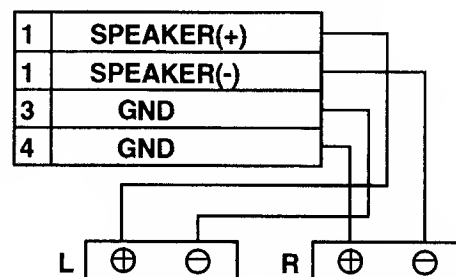 1 SPEAKER(+)
1 SPEAKER(-)
3 GND
4 GND
L ⊕ ⊖ R ⊕ ⊖